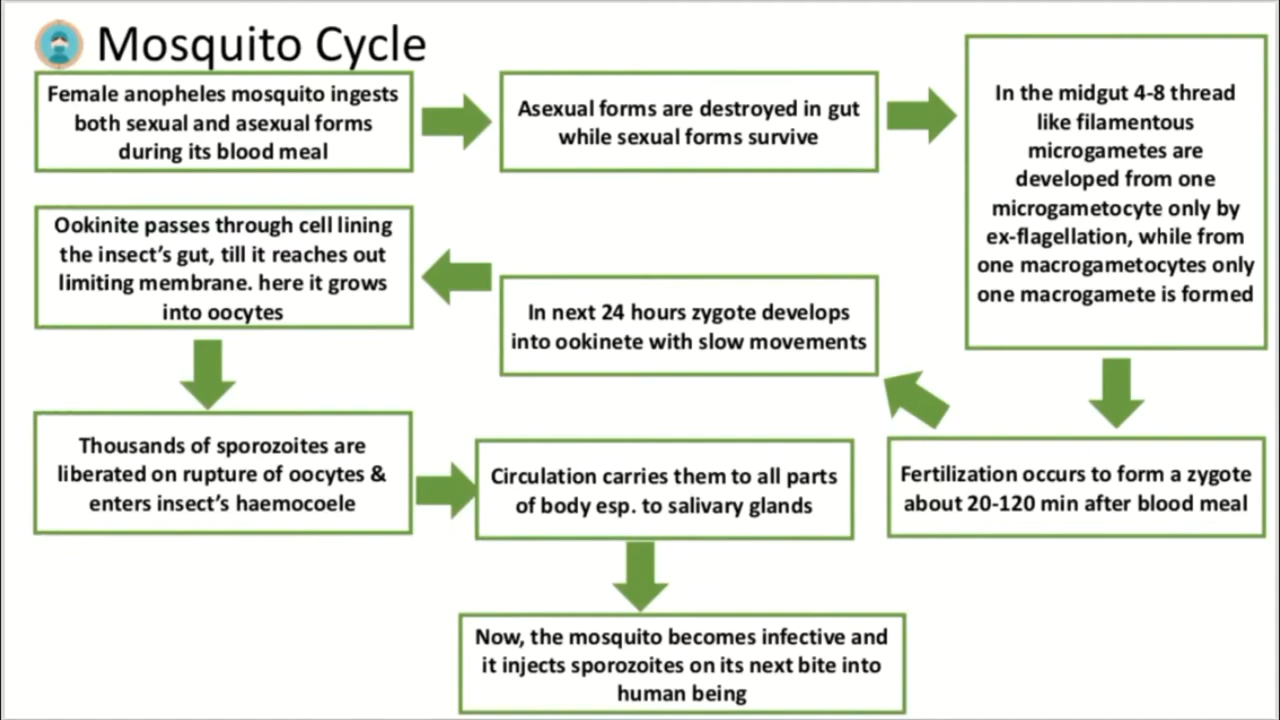 Mosquito Cycle
Female anopheles mosquito ingests
both sexual and asexual forms
during its blood meal
Asexual forms are destroyed in gut
while sexual forms survive
In the midgut 4-8 thread
like filamentous
microgametes are
developed from one
microgametocyte only by
ex-flagellation, while from
one macrogametocytes only
one macrogamete is formed
Fertilization occurs to form a zygote
about 20-120 min after blood meal
In next 24 hours zygote develops
into ookinete with slow movements
Ookinite passes through cell lining
the insect's gut, till it reaches out
limiting membrane. here it grows
into oocytes
Thousands of sporozoites are
liberated on rupture of oocytes &
enters insect's haemocoele
Circulation carries them to all parts
of body esp. to salivary glands
Now, the mosquito becomes infective and
it injects sporozoites on its next bite into
human being